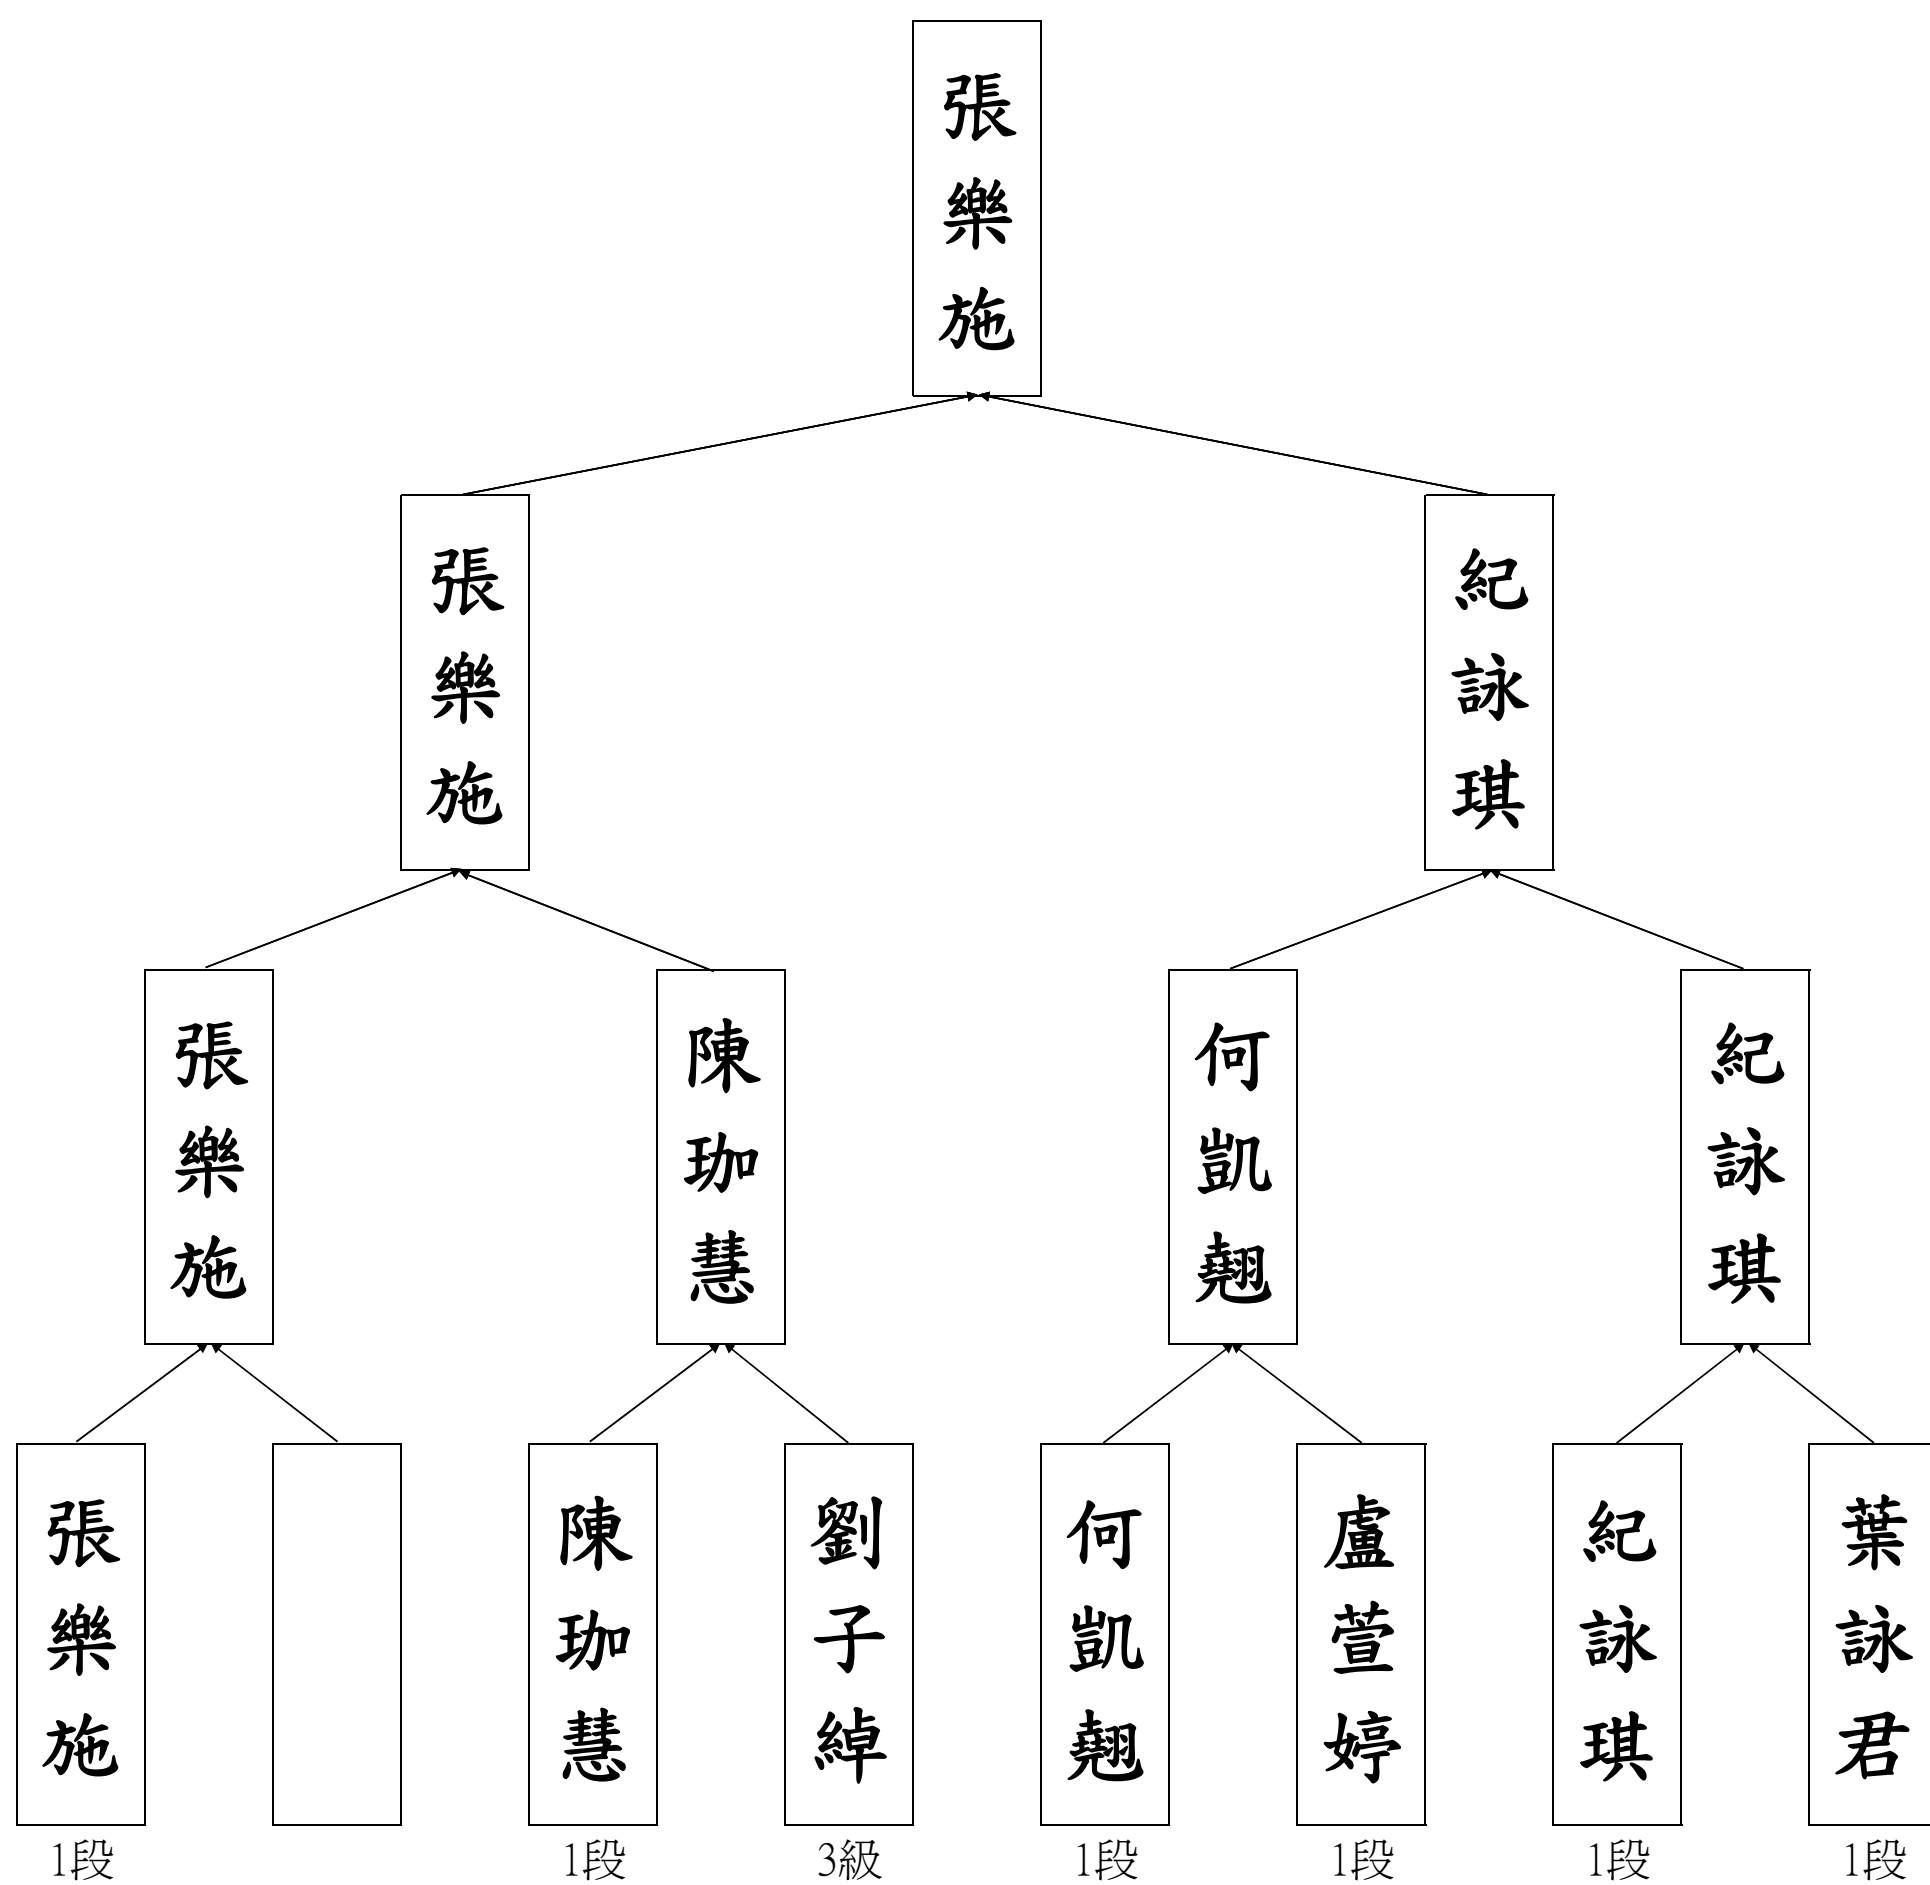 張樂施
張樂施
紀詠琪
張樂施
陳珈慧
何凱翹
紀詠琪
張樂施
陳珈慧
劉子綽
何凱翹
盧萱婷
紀詠琪
葉詠君
1段
1段
3級
1段
1段
1段
1段